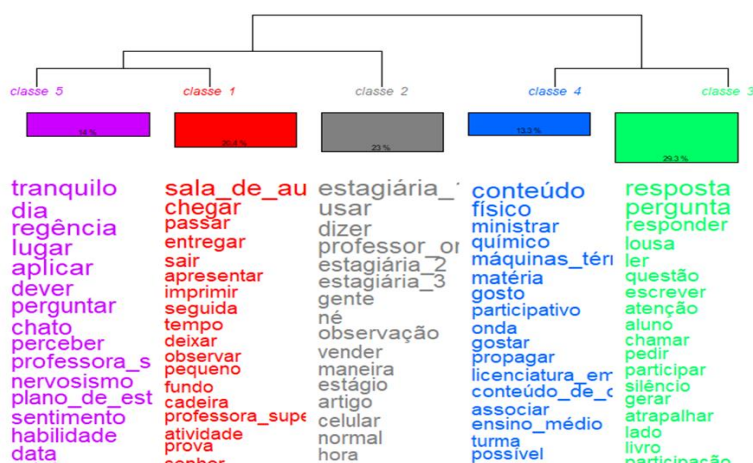 classe 5
classe 1
classe 2
classe 4
classe 3
14 %
23 %
13.3 %
29.3 %
tranquilo
dia
regência
lugar
aplicar
dever
perguntar
chato
perceber
professora_s
nervosismo
plano_de_est
sentimento
habilidade
data
sala_de_au
chegar
passar
entregar
sair
apresentar
imprimir
seguida
tempo
deixar
observar
pequeno
fundo
cadeira
professora_supe
atividade
prova
senhor
estagiária_
usar
dizer
professor_or
estagiária_2
estagiária_3
gente
né
observação
vender
maneira
estágio
artigo
celular
normal
hora
conteúdo
físico
ministrar
químico
máquinas_térı
matéria
gosto
participativo
onda
gostar
propagar
licenciatura_em
conteúdo_de_c
associar
ensino_médio
turma
possível
resposta
pergunta
responder
lousa
ler
questão
escrever
atenção
aluno
chamar
pedir
participar
silêncio
gerar
atrapalhar
lado
livro
participação